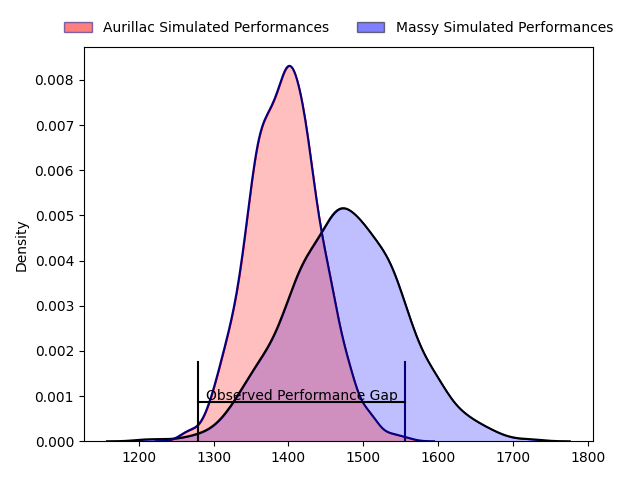 Aurillac Simulated Performances
Massy Simulated Performances
0.008
0.007
0.006
0.005
0.004
0.003
0.002
0.001
0.000
Density
Observed Performance Gap
1200 1300 1400 1500 1600 1700 1800